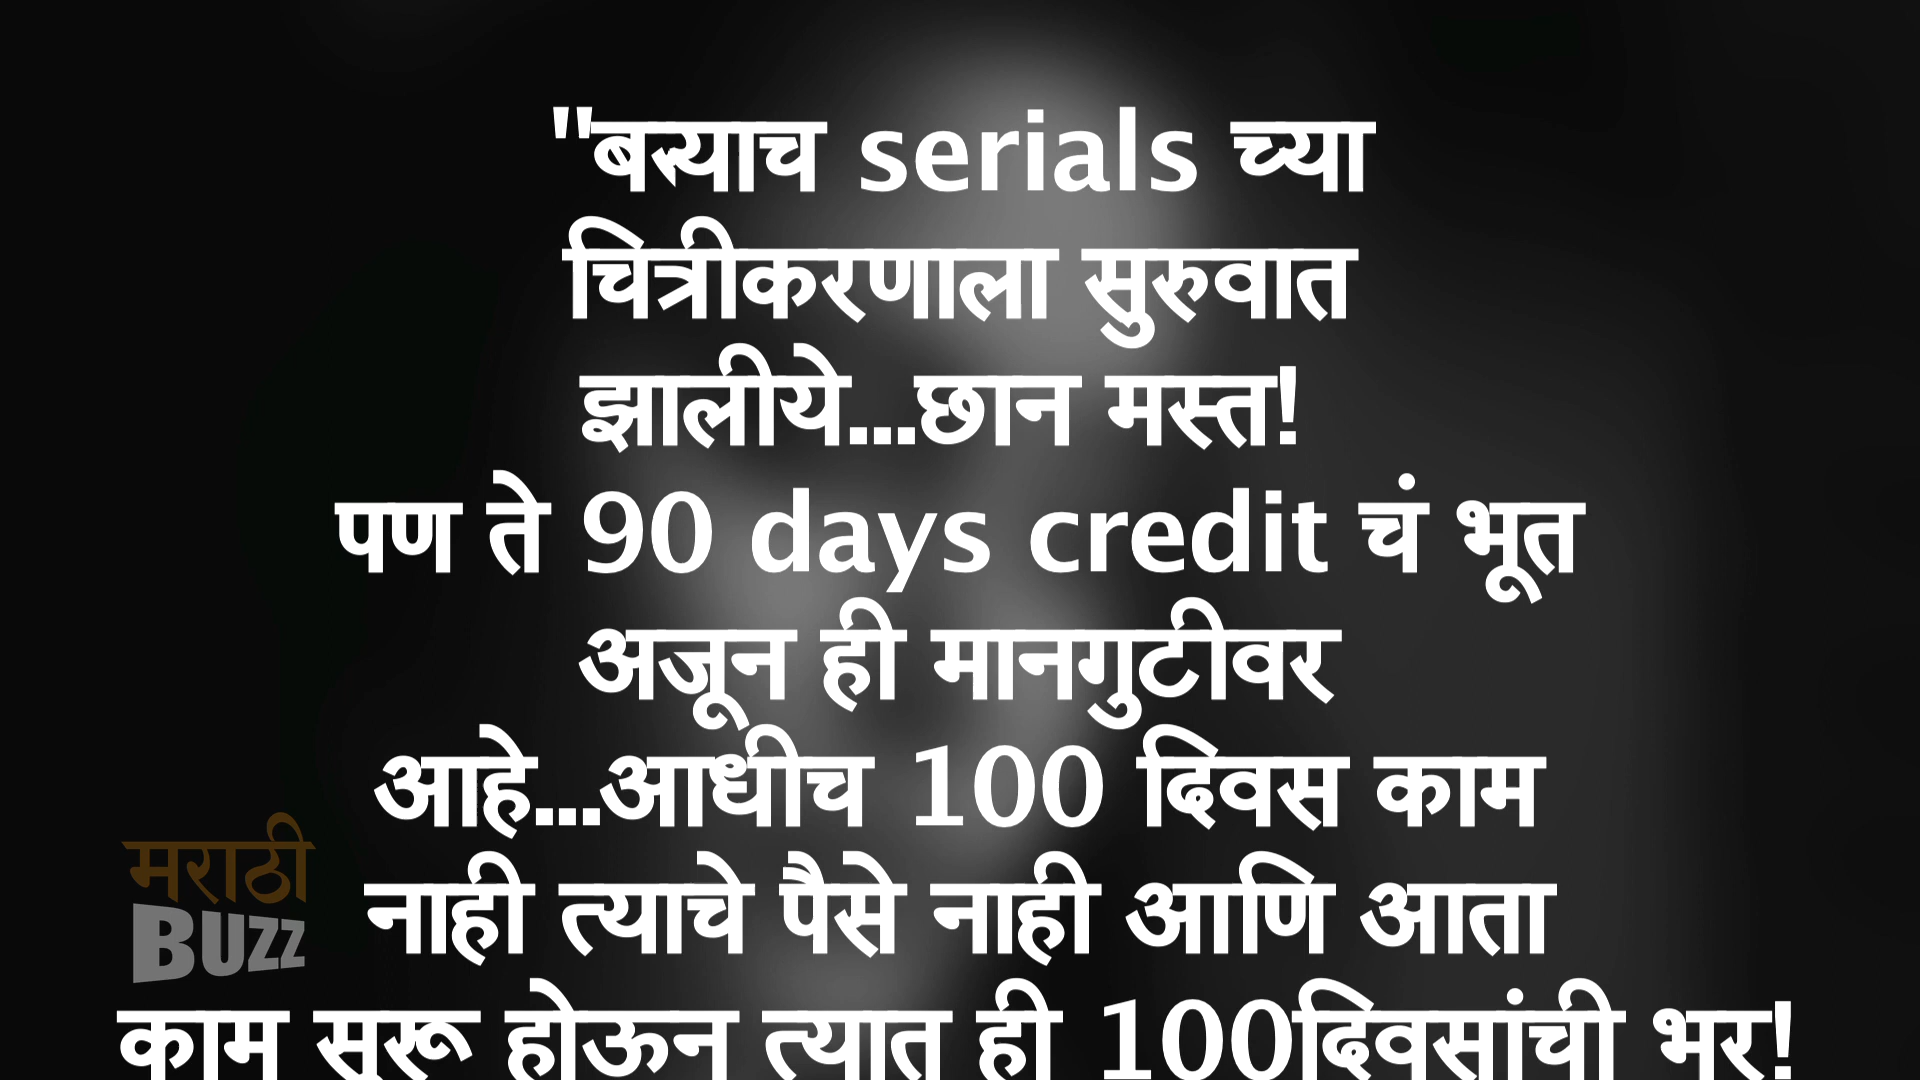 "बऱ्याच serials च्या
चित्रीकरणाला सुरुवात
झालीये...छान मस्त!
पण ते 90 days credit चं भूत
अजून ही मानगुटीवर
आहे...आधीच 100 दिवस काम
नाही त्याचे पैसे नाही आणि आता
काम सुरू होऊन त्यात ही 100दिवसांची भर!
मराठी
BUZZ